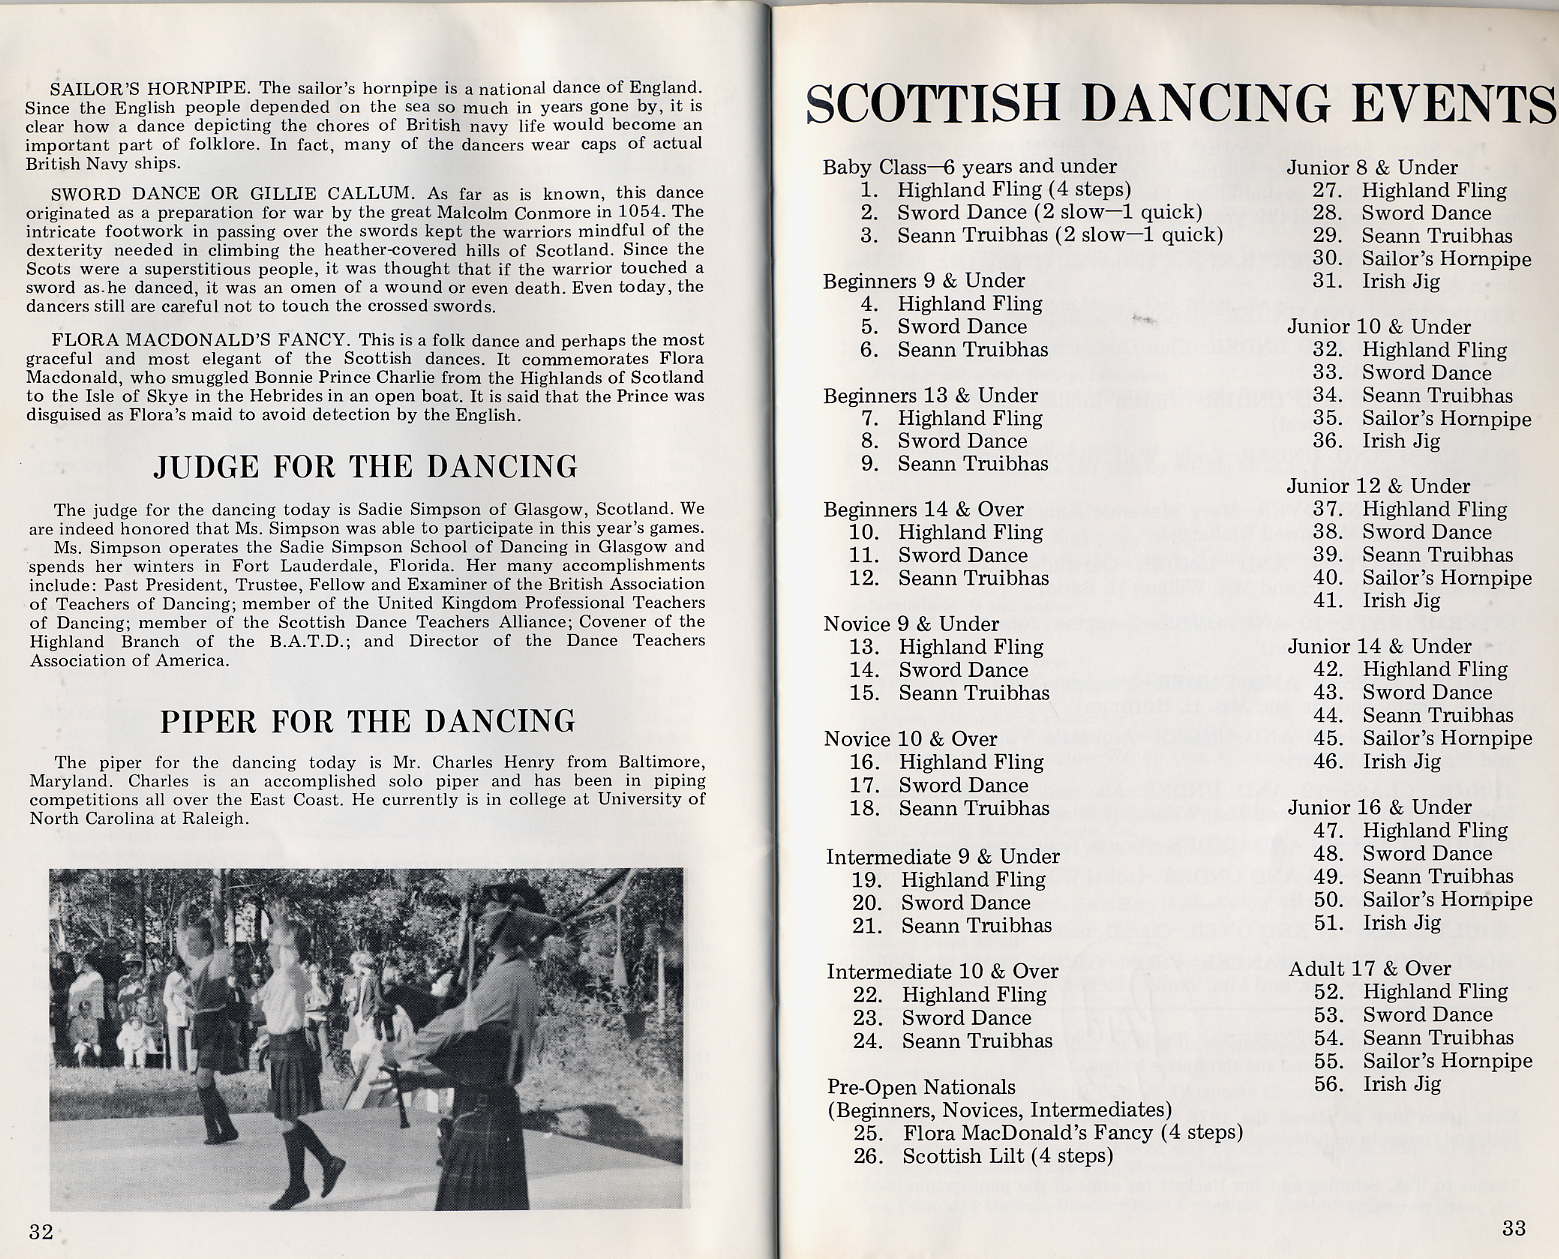 SAILOR'S HORNPIPE. The sailor's hornpipe is a national dance of England.
Since the English people depended on the sea so much in years gone by, it is
clear how a dance depicting the chores of British navy life would become an
important part of folklore. In fact, many of the dancers wear caps of actual
British Navy ships.
SWORD DANCE OR GILLIE CALLUM. As far as is known, this dance
originated as a preparation for war by the great Malcolm Conmore in 1054. The
intricate footwork in passing over the swords kept the warriors mindful of the
dexterity needed in climbing the heather-covered hills of Scotland. Since the
Scots were a superstitious people, it was thought that if the warrior touched a
sword as he danced, it was an omen of a wound or even death. Even today, the
dancers still are careful not to touch the crossed swords.
FLORA MACDONALD'S FANCY. This is a folk dance and perhaps the most
graceful and most elegant of the Scottish dances. It commemorates Flora
Macdonald, who smuggled Bonnie Prince Charlie from the Highlands of Scotland
to the Isle of Skye in the Hebrides in an open boat. It is said that the Prince was
disguised as Flora's maid to avoid detection by the English.
JUDGE FOR THE DANCING
The judge for the dancing today is Sadie Simpson of Glasgow, Scotland. We
are indeed honored that Ms. Simpson was able to participate in this year's games.
Ms. Simpson operates the Sadie Simpson School of Dancing in Glasgow and
spends her winters in Fort Lauderdale, Florida. Her many accomplishments
include: Past President, Trustee, Fellow and Examiner of the British Association
of Teachers of Dancing; member of the United Kingdom Professional Teachers
of Dancing; member of the Scottish Dance Teachers Alliance; Covener of the
Highland Branch of the B.A.T.D.; and Director of the Dance Teachers
Association of America.
PIPER FOR THE DANCING
The piper for the dancing today is Mr. Charles Henry from Baltimore,
Maryland. Charles is an accomplished solo piper and has been in piping
competitions all over the East Coast. He currently is in college at University of
North Carolina at Raleigh.
32
SCOTTISH DANCING EVENTS
Baby Class—6 years and under
1. Highland Fling (4 steps)
2. Sword Dance (2 slow—1 quick)
3. Seann Truibhas (2 slow—1 quick)
Beginners 9 & Under
4. Highland Fling
5. Sword Dance
6. Seann Truibhas
Beginners 13 & Under
7. Highland Fling
8. Sword Dance
9. Seann Truibhas
Beginners 14 & Over
10. Highland Fling
11. Sword Dance
12. Seann Truibhas
Novice 9 & Under
13. Highland Fling
14. Sword Dance
15. Seann Truibhas
Novice 10 & Over
16. Highland Fling
17. Sword Dance
18. Seann Truibhas
Intermediate 9 & Under
19. Highland Fling
20. Sword Dance
21. Seann Truibhas
Intermediate 10 & Over
22. Highland Fling
23. Sword Dance
24. Seann Truibhas
Pre-Open Nationals
(Beginners, Novices, Intermediates)
25. Flora MacDonald's Fancy (4 steps)
26. Scottish Lilt (4 steps)
Junior 8 & Under
27. Highland Fling
28. Sword Dance
29. Seann Truibhas
30. Sailor's Hornpipe
31. Irish Jig
Junior 10 & Under
32. Highland Fling
33. Sword Dance
34. Seann Truibhas
35. Sailor's Hornpipe
36. Irish Jig
Junior 12 & Under
37. Highland Fling
38. Sword Dance
39. Seann Truibhas
40. Sailor's Hornpipe
41. Irish Jig
Junior 14 & Under
42. Highland Fling
43. Sword Dance
44. Seann Truibhas
45. Sailor's Hornpipe
46. Irish Jig
Junior 16 & Under
47. Highland Fling
48. Sword Dance
49. Seann Truibhas
50. Sailor's Hornpipe
51. Irish Jig
Adult 17 & Over
52. Highland Fling
53. Sword Dance
54. Seann Truibhas
55. Sailor's Hornpipe
56. Irish Jig
33